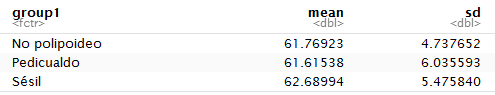 group1 mean sd
<fctr> <dbl> <dbl>
No polipoideo 61.76923 4.737652
Pedicualdo 61.61538 6.035593
Sésil 62.68994 5.475840